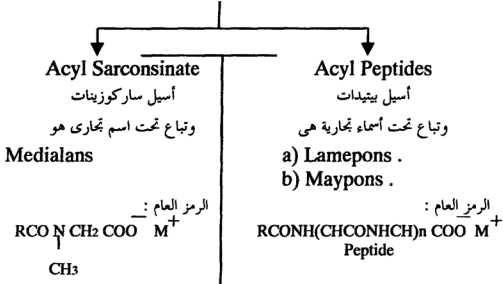 Acyl Sarconsinate
أسيل ساركوزينات
وتباع تحت اسم تجارى هو
Medialans
الرمز العام :
RCO N CH2 COO⁻ M⁺
CH3
Acyl Peptides
أسيل بيتيدات
وتباع تحت أسماء تجارية هى
a) Lamepons .
b) Maypons .
الرمز العام :
RCONH(CHCONHCH)n COO⁻ M⁺
Peptide